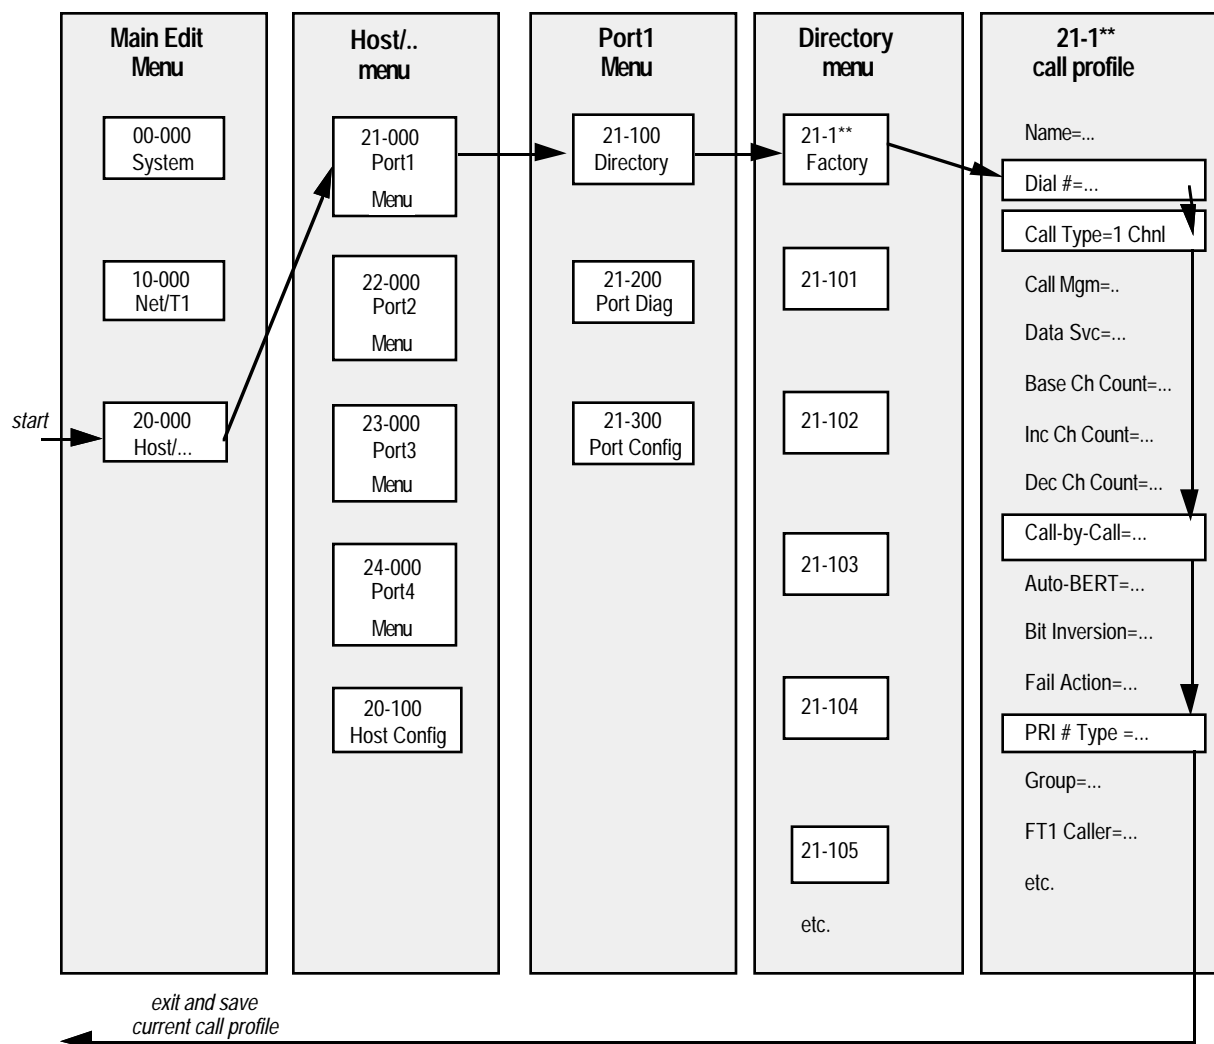 Main Edit
Menu
00-000
System
10-000
Net/T1
start
20-000
Host/...
Host/..
menu
21-000
Port1
Menu
22-000
Port2
Menu
23-000
Port3
Menu
24-000
Port4
Menu
20-100
Host Config
Port1
Menu
21-100
Directory
21-200
Port Diag
21-300
Port Config
Directory
menu
21-1**
Factory
21-101
21-102
21-103
21-104
21-105
etc.
21-1**
call profile
Name=...
Dial #=...
Call Type=1 Chnl
Call Mgm=..
Data Svc=...
Base Ch Count=...
Inc Ch Count=...
Dec Ch Count=...
Call-by-Call=...
Auto-BERT=...
Bit Inversion=...
Fail Action=...
PRI # Type =...
Group=...
FT1 Caller=...
etc.
exit and save
current call profile